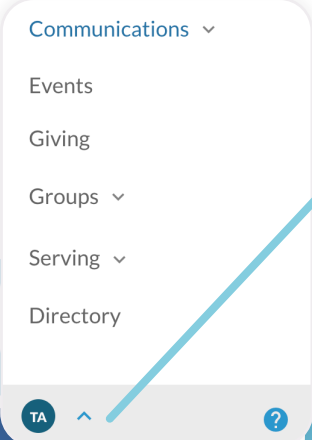 Communications
Events
Giving
Groups
Serving
Directory
TA
?